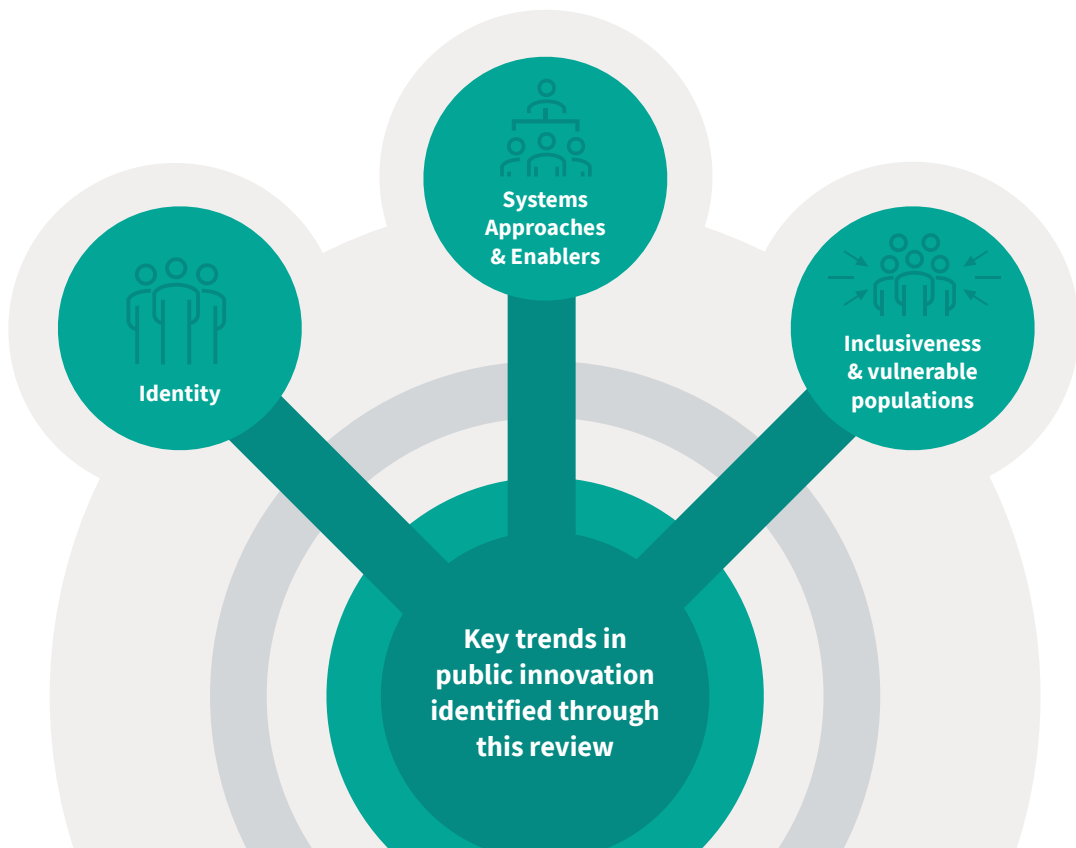 Systems
Approaches
& Enablers
Identity
Inclusiveness
& vulnerable
populations
Key trends in
public innovation
identified through
this review